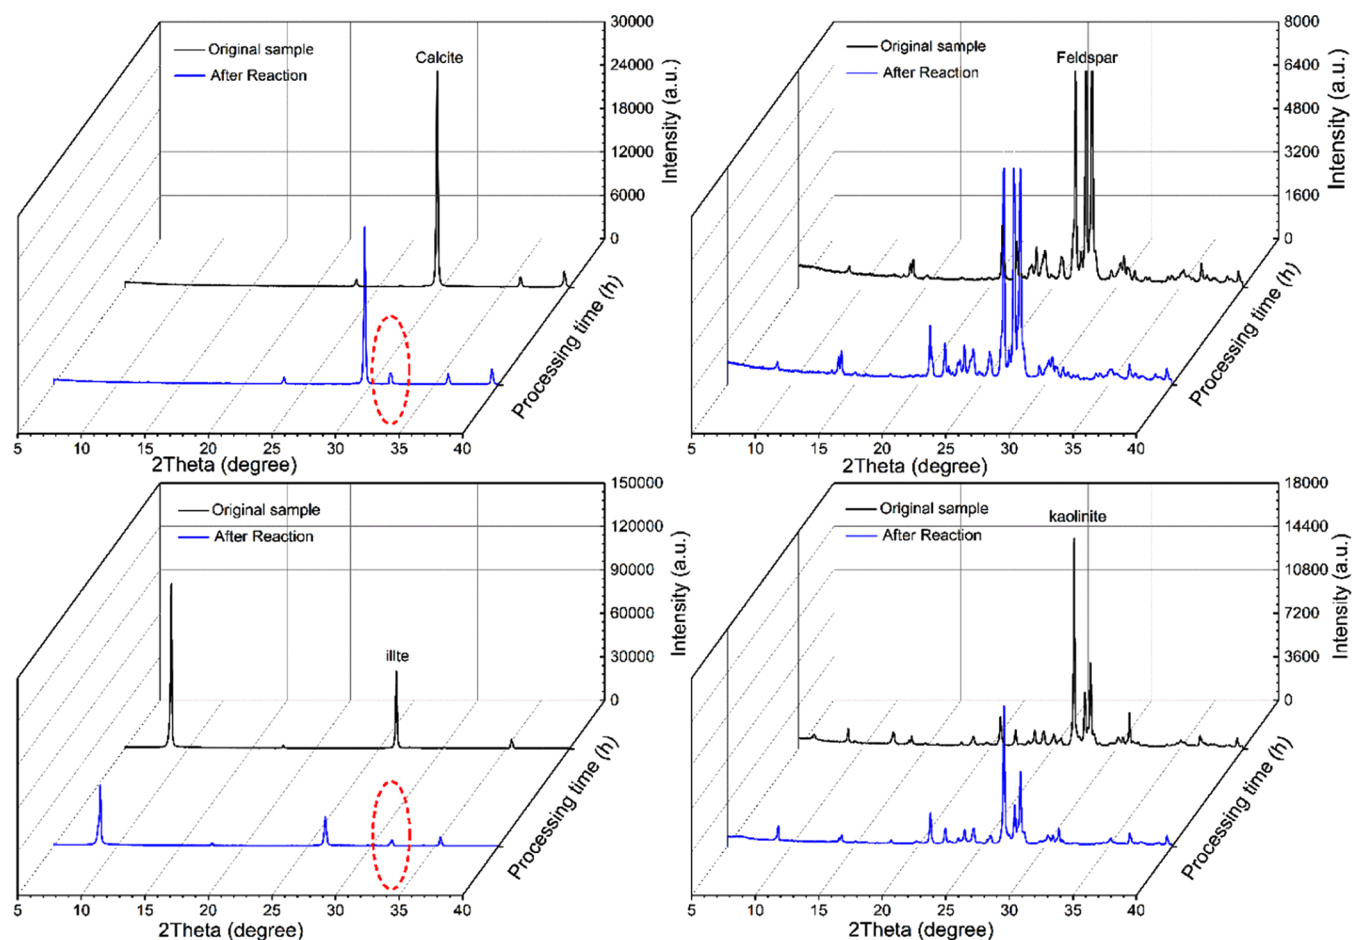 Original sample
After Reaction
Calcite
30000
24000
18000
12000
6000
0
Intensity (a.u.)
Processing time (h)
5 10 15 20 25 30 35 40
2Theta (degree)
Original sample
After Reaction
Feldspar
8000
6400
4800
3200
1600
0
Intensity (a.u.)
Processing time (h)
5 10 15 20 25 30 35 40
2Theta (degree)
Original sample
After Reaction
illte
150000
120000
90000
60000
30000
0
Intensity (a.u.)
Processing time (h)
5 10 15 20 25 30 35 40
2Theta (degree)
Original sample
After Reaction
kaolinite
18000
14400
10800
7200
3600
0
Intensity (a.u.)
Processing time (h)
5 10 15 20 25 30 35 40
2Theta (degree)